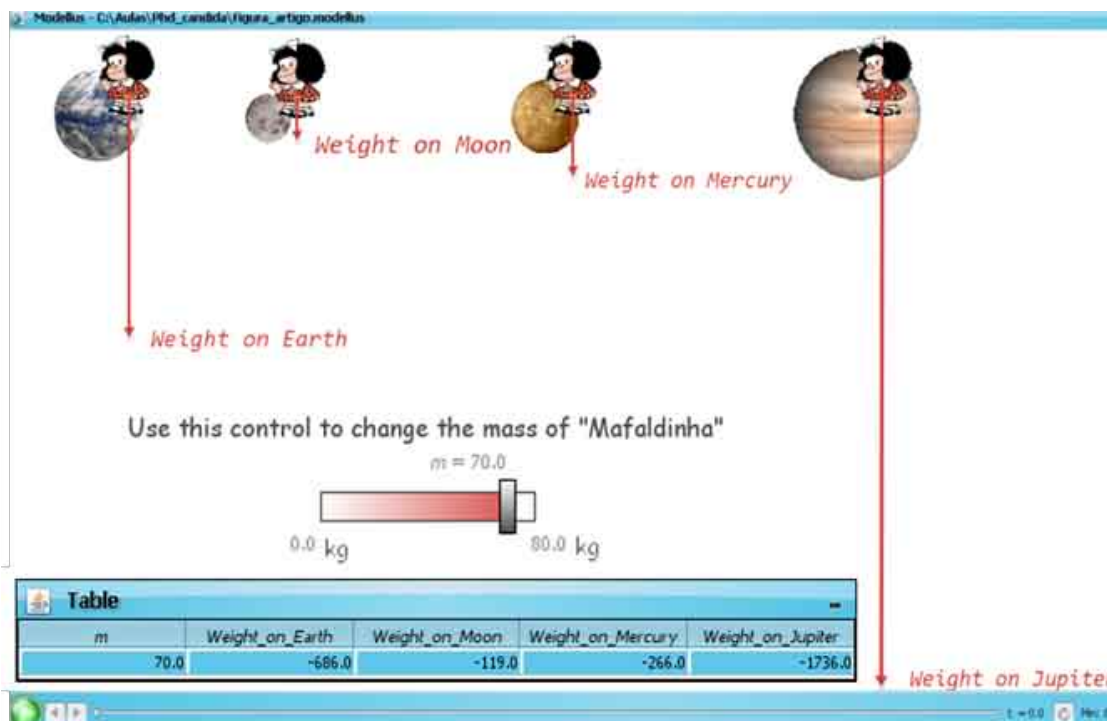 Modellus - C:\Aulas\Phd_candida\figura_artigo.modellus
Weight on Moon
Weight on Mercury
Weight on Earth
Use this control to change the mass of "Mafaldinha"
m = 70.0
0.0 kg
80.0 kg
Table
m Weight_on_Earth Weight_on_Moon Weight_on_Mercury Weight_on_Jupiter
70.0 -686.0 -119.0 -266.0 -1736.0
Weight on Jupiter
t = 0.0